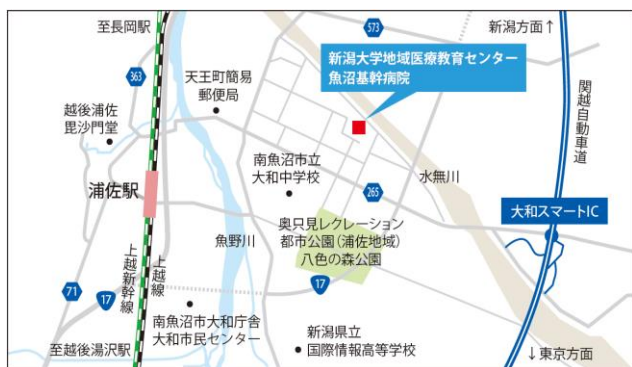 至長岡駅
573
新潟方面↑
新潟大学地域医療教育センター
魚沼基幹病院
363
天王町簡易
郵便局
関越自動車道
越後浦佐
毘沙門堂
南魚沼市立
大和中学校
265
水無川
浦佐駅
大和スマートIC
奥只見レクレーション
都市公園(浦佐地域)
八色の森公園
魚野川
上越新幹線
上越線
71
17
17
南魚沼市大和庁舎
大和市民センター
新潟県立
国際情報高等学校
至越後湯沢駅
↓東京方面